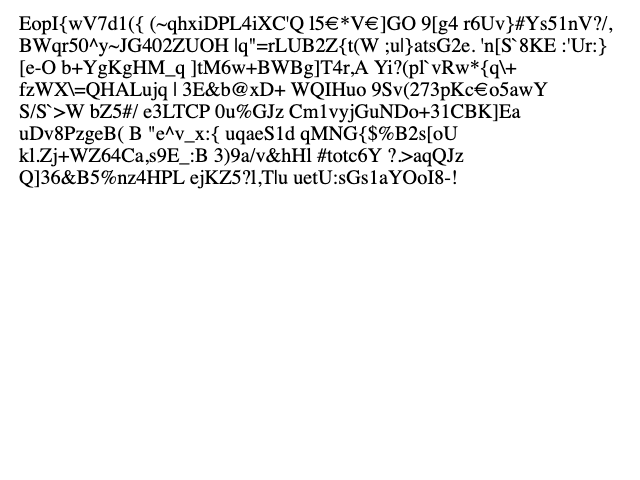 EopI{wV7d1({ (~qhxiDPL4iXC'Q l5€*V€]GO 9[g4 r6Uv}#Ys51nV?/,
BWqr50^y~JG402ZUOH |q"=rLUB2Z{t(W ;u|}atsG2e. 'n[S`8KE :'Ur:}
[e-O b+YgKgHM_q ]tM6w+BWBg]T4r,A Yi?(pl`vRw*{q\+
fzWX\=QHALujq | 3E&b@xD+ WQIHuo 9Sv(273pKc€o5awY
S/S`>W bZ5#/ e3LTCP 0u%GJz Cm1vyjGuNDo+31CBK]Ea
uDv8PzgeB( B "e^v_x:{ uqaeS1d qMNG{$%B2s[oU
kl.Zj+WZ64Ca,s9E_:B 3)9a/v&hHl #totc6Y ?.>aqQJz
Q]36&B5%nz4HPL ejKZ5?l,T|u uetU:sGs1aYOoI8-!